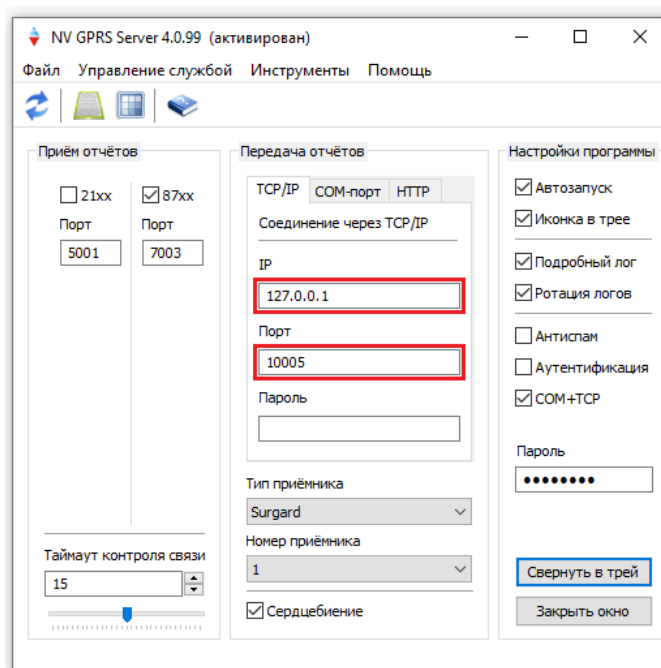 NV GPRS Server 4.0.99 (активирован)
Файл Управление службой Инструменты Помощь
Приём отчётов
21xx 87xx
Порт Порт
5001 7003
Таймаут контроля связи
15
Передача отчётов
TCP/IP COM-порт HTTP
Соединение через TCP/IP
IP
127.0.0.1
Порт
10005
Пароль
Тип приёмника
Surgard
Номер приёмника
1
Сердцебиение
Настройки программы
Автозапуск
Иконка в трее
Подробный лог
Ротация логов
Антиспам
Аутентификация
COM+TCP
Пароль
••••••••
Свернуть в трей
Закрыть окно